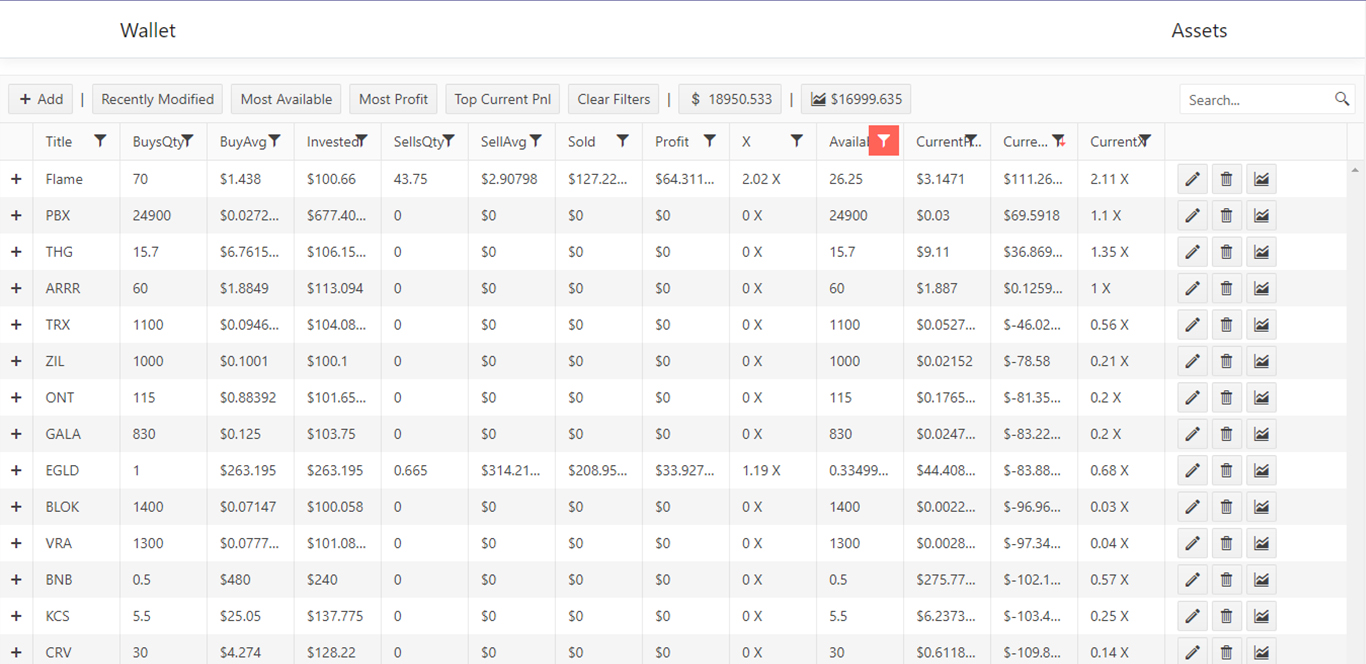 Wallet Assets
+ Add | Recently Modified Most Available Most Profit Top Current Pnl Clear Filters | $ 18950.533 | $16999.635 Search...
Title BuysQty BuyAvg Invested SellsQty SellAvg Sold Profit X Availal CurrentP... Curre... CurrentX
+ Flame 70 $1.438 $100.66 43.75 $2.90798 $127.22... $64.311... 2.02 X 26.25 $3.1471 $111.26... 2.11 X
+ PBX 24900 $0.0272... $677.40... 0 $0 $0 $0 0 X 24900 $0.03 $69.5918 1.1 X
+ THG 15.7 $6.7615... $106.15... 0 $0 $0 $0 0 X 15.7 $9.11 $36.869... 1.35 X
+ ARRR 60 $1.8849 $113.094 0 $0 $0 $0 0 X 60 $1.887 $0.1259... 1 X
+ TRX 1100 $0.0946... $104.08... 0 $0 $0 $0 0 X 1100 $0.0527... $-46.02... 0.56 X
+ ZIL 1000 $0.1001 $100.1 0 $0 $0 $0 0 X 1000 $0.02152 $-78.58 0.21 X
+ ONT 115 $0.88392 $101.65... 0 $0 $0 $0 0 X 115 $0.1765... $-81.35... 0.2 X
+ GALA 830 $0.125 $103.75 0 $0 $0 $0 0 X 830 $0.0247... $-83.22... 0.2 X
+ EGLD 1 $263.195 $263.195 0.665 $314.21... $208.95... $33.927... 1.19 X 0.33499... $44.408... $-83.88... 0.68 X
+ BLOK 1400 $0.07147 $100.058 0 $0 $0 $0 0 X 1400 $0.0022... $-96.96... 0.03 X
+ VRA 1300 $0.0777... $101.08... 0 $0 $0 $0 0 X 1300 $0.0028... $-97.34... 0.04 X
+ BNB 0.5 $480 $240 0 $0 $0 $0 0 X 0.5 $275.77... $-102.1... 0.57 X
+ KCS 5.5 $25.05 $137.775 0 $0 $0 $0 0 X 5.5 $6.2373... $-103.4... 0.25 X
+ CRV 30 $4.274 $128.22 0 $0 $0 $0 0 X 30 $0.6118... $-109.8... 0.14 X